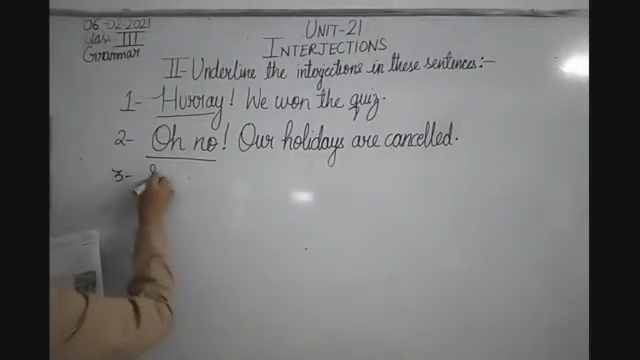 06-02-2021
Class III
Grammar
UNIT-21
INTERJECTIONS
II- Underline the interjections in these sentences:-
1- Hurray! We won the quiz.
2- Oh no! Our holidays are cancelled.
3-